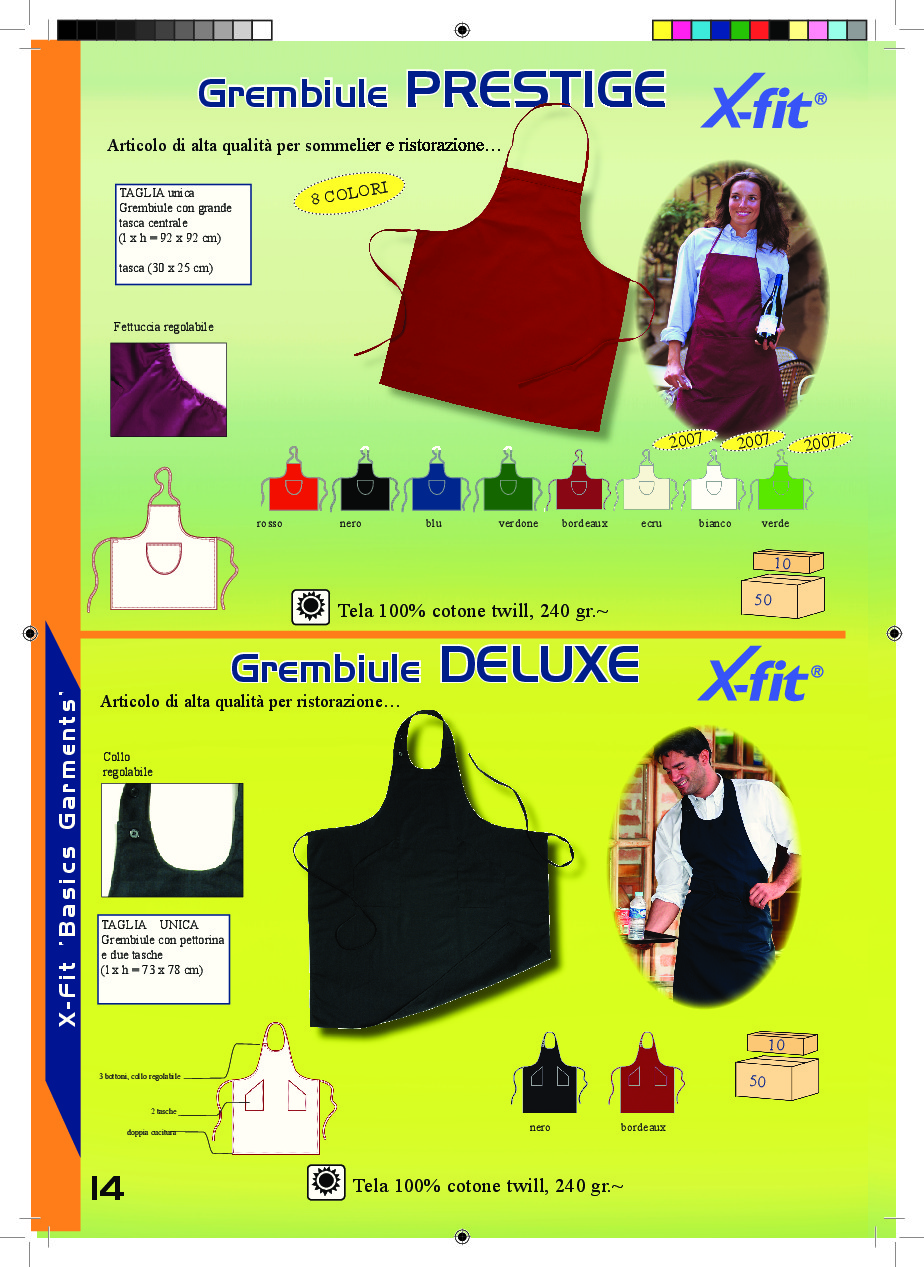 Grembiule PRESTIGE
X-fit®
Articolo di alta qualità per sommelier e ristorazione…
8 COLORI
TAGLIA unica
Grembiule con grande
tasca centrale
(l x h = 92 x 92 cm)
tasca (30 x 25 cm)
Fettuccia regolabile
2007
2007
2007
rosso
nero
blu
verdone
bordeaux
ecru
bianco
verde
10
50
Tela 100% cotone twill, 240 gr.~
Grembiule DELUXE
X-fit®
Articolo di alta qualità per ristorazione…
Collo
regolabile
TAGLIA UNICA
Grembiule con pettorina
e due tasche
(l x h = 73 x 78 cm)
3 bottoni, collo regolabile
2 tasche
doppia cucitura
nero
bordeaux
10
50
Tela 100% cotone twill, 240 gr.~
X-Fit 'Basics Garments'
14